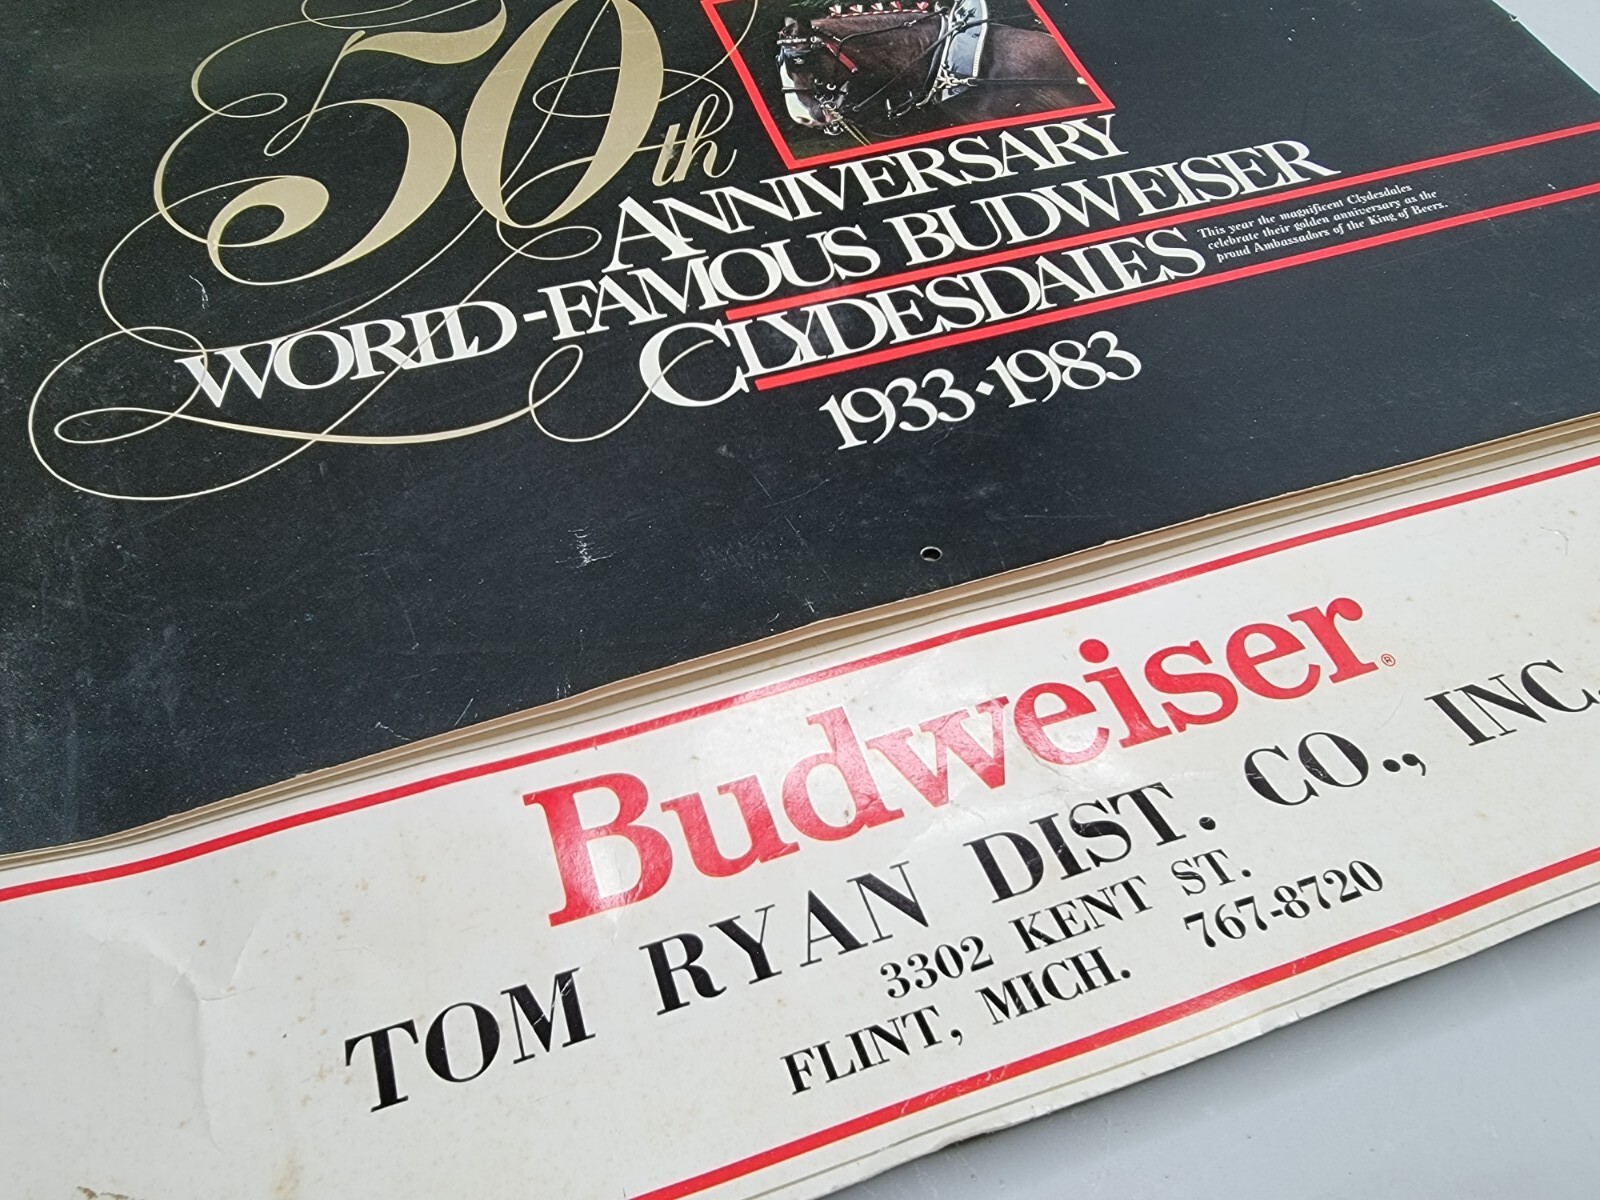 50th
ANNIVERSARY
WORLD-FAMOUS BUDWEISER
CLYDESDALES
This year the magnificent Clydesdales
celebrate their golden anniversary as the
proud Ambassadors of the King of Beers.
1933•1983
Budweiser®
TOM RYAN DIST. CO., INC.
3302 KENT ST.
FLINT, MICH. 767-8720